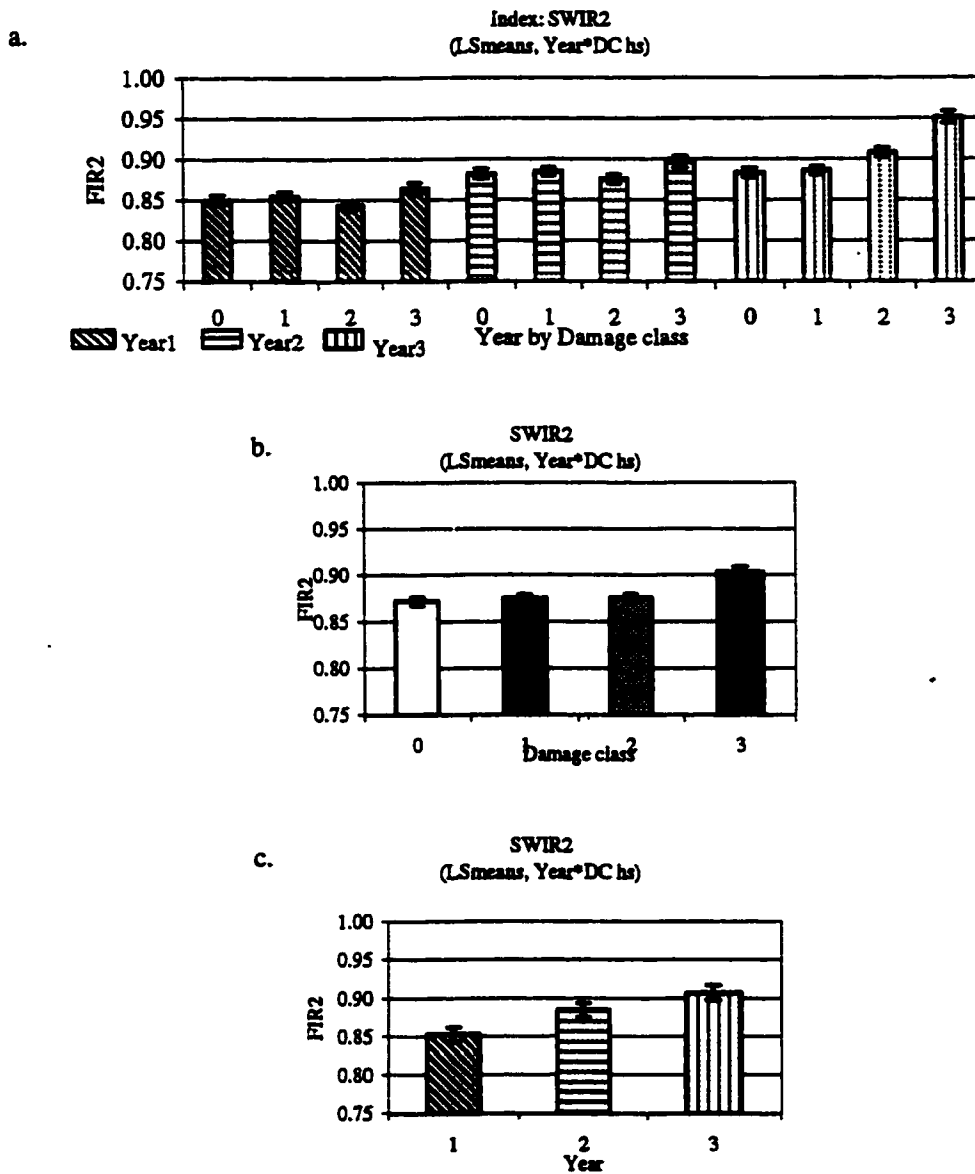 a.
Index: SWIR2
(LSmeans, Year*DC hs)
FIR2
1.00
0.95
0.90
0.85
0.80
0.75
0 1 2 3 0 1 2 3 0 1 2 3
Year1 Year2 Year3 Year by Damage class
b.
SWIR2
(LSmeans, Year*DC hs)
FIR2
1.00
0.95
0.90
0.85
0.80
0.75
0 1 2 3
Damage class
c.
SWIR2
(LSmeans, Year*DC hs)
FIR2
1.00
0.95
0.90
0.85
0.80
0.75
1 2 3
Year